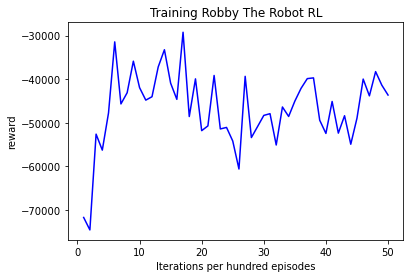 Training Robby The Robot RL
−30000
−40000
−50000
−60000
−70000
reward
0 10 20 30 40 50
Iterations per hundred episodes